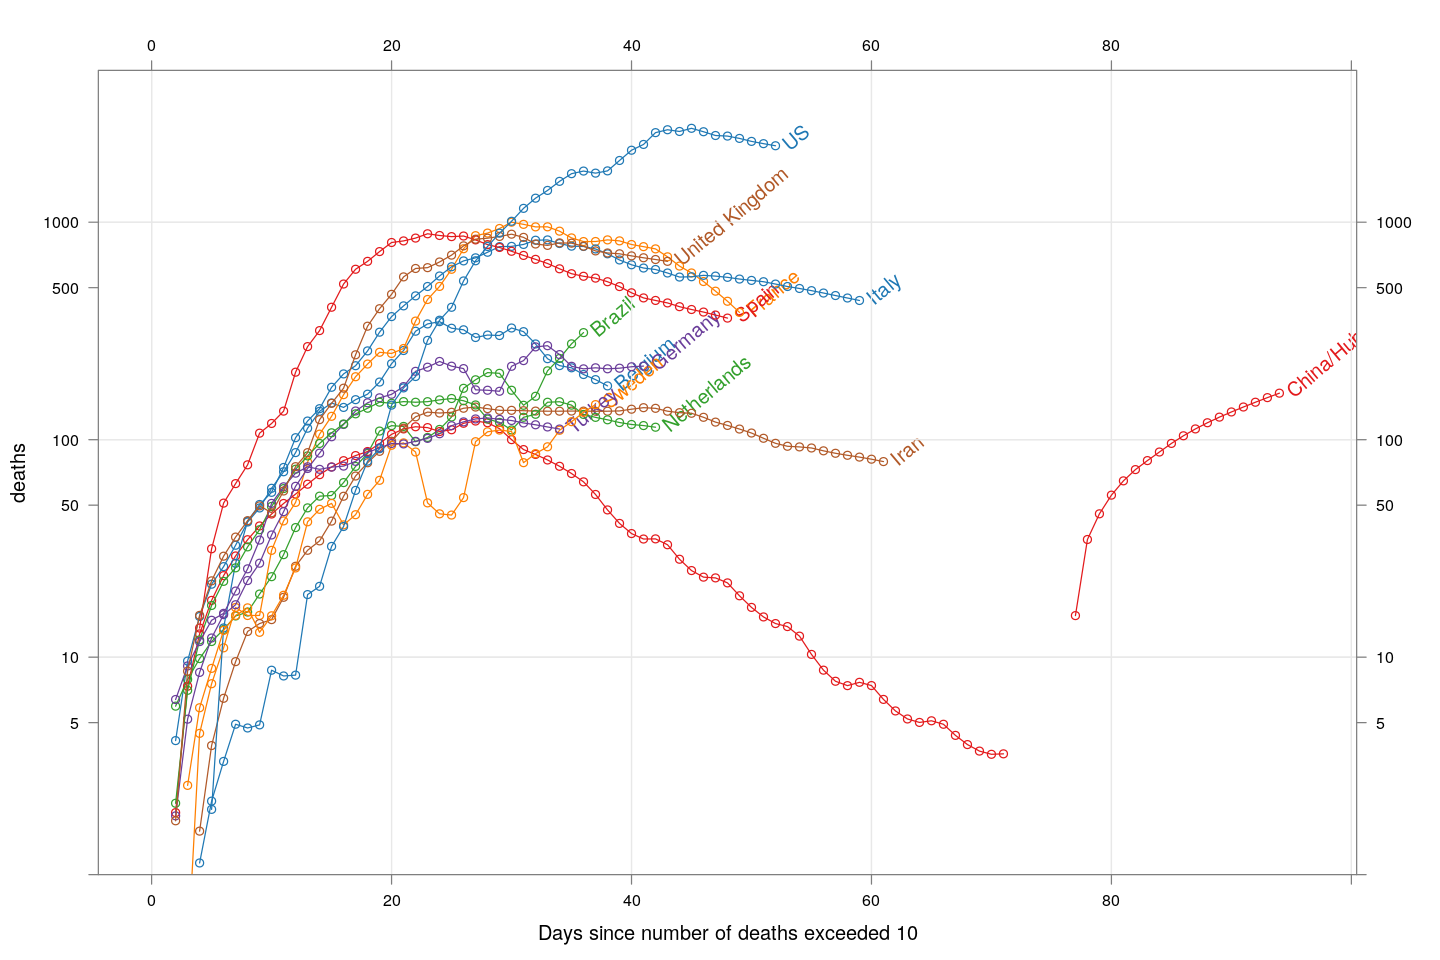 0 20 40 60 80
US
United Kingdom
1000 1000
500 500
Italy
Spain
Brazil
Germany
Belgium
Sweden
Turkey
Netherlands
China/Hu
100 100
Iran
50 50
10 10
5 5
deaths
0 20 40 60 80
Days since number of deaths exceeded 10